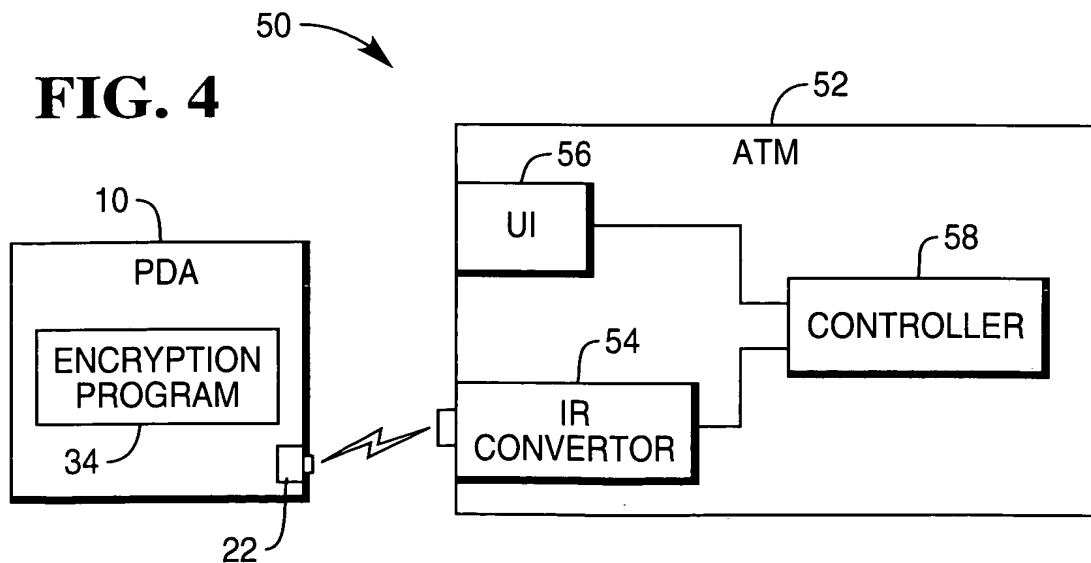 50
FIG. 4
52
ATM
56
UI
10
PDA
58
CONTROLLER
ENCRYPTION
PROGRAM
54
IR
CONVERTOR
34
22